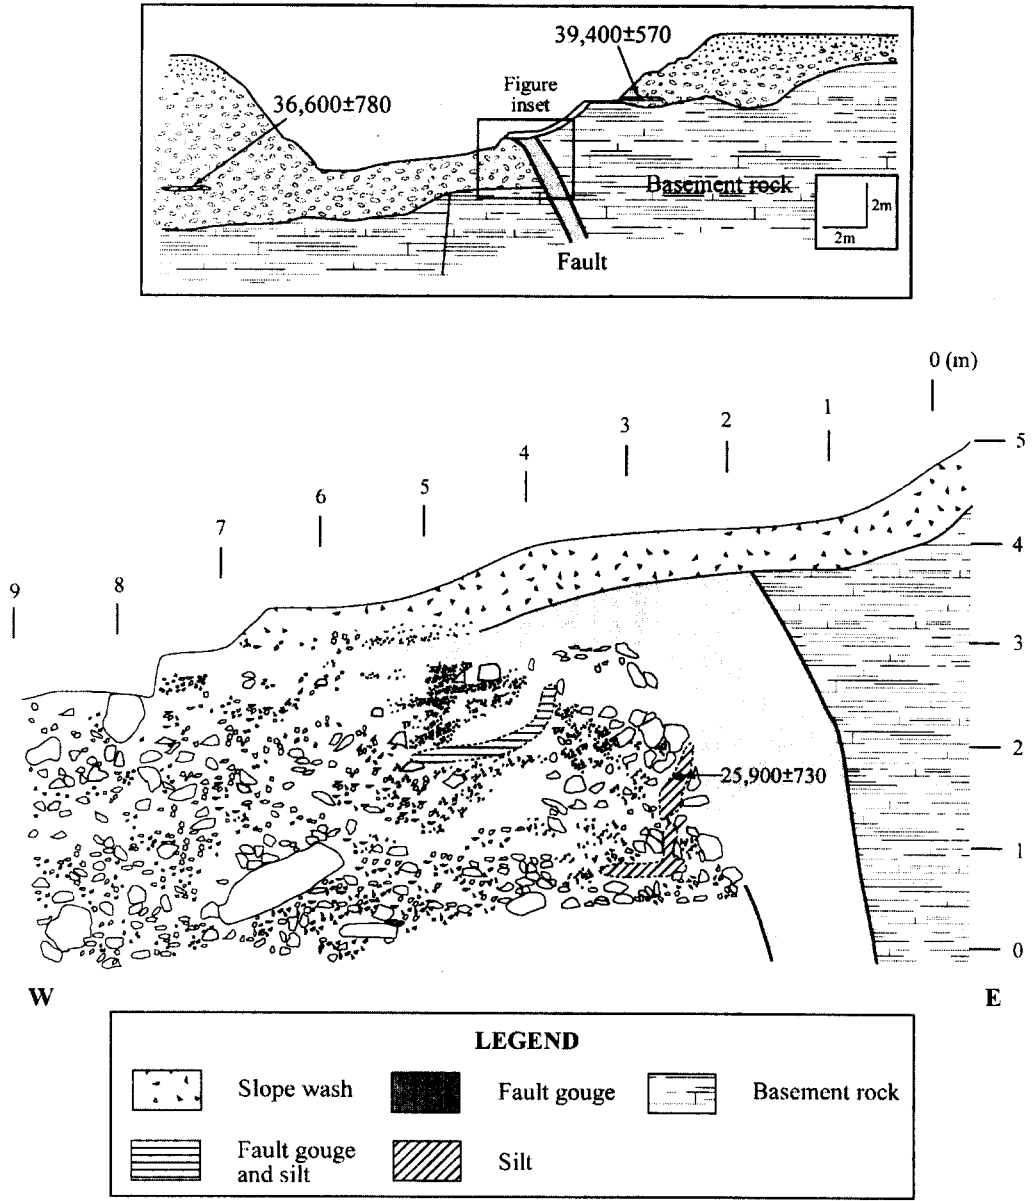 39,400±570
Figure
inset
36,600±780
Basement rock
2m
2m
Fault
0 (m)
1
2
3
4
5
6
7
8
9
5
4
3
2
1
0
25,900±730
W
E
LEGEND
Slope wash
Fault gouge
Basement rock
Fault gouge
and silt
Silt